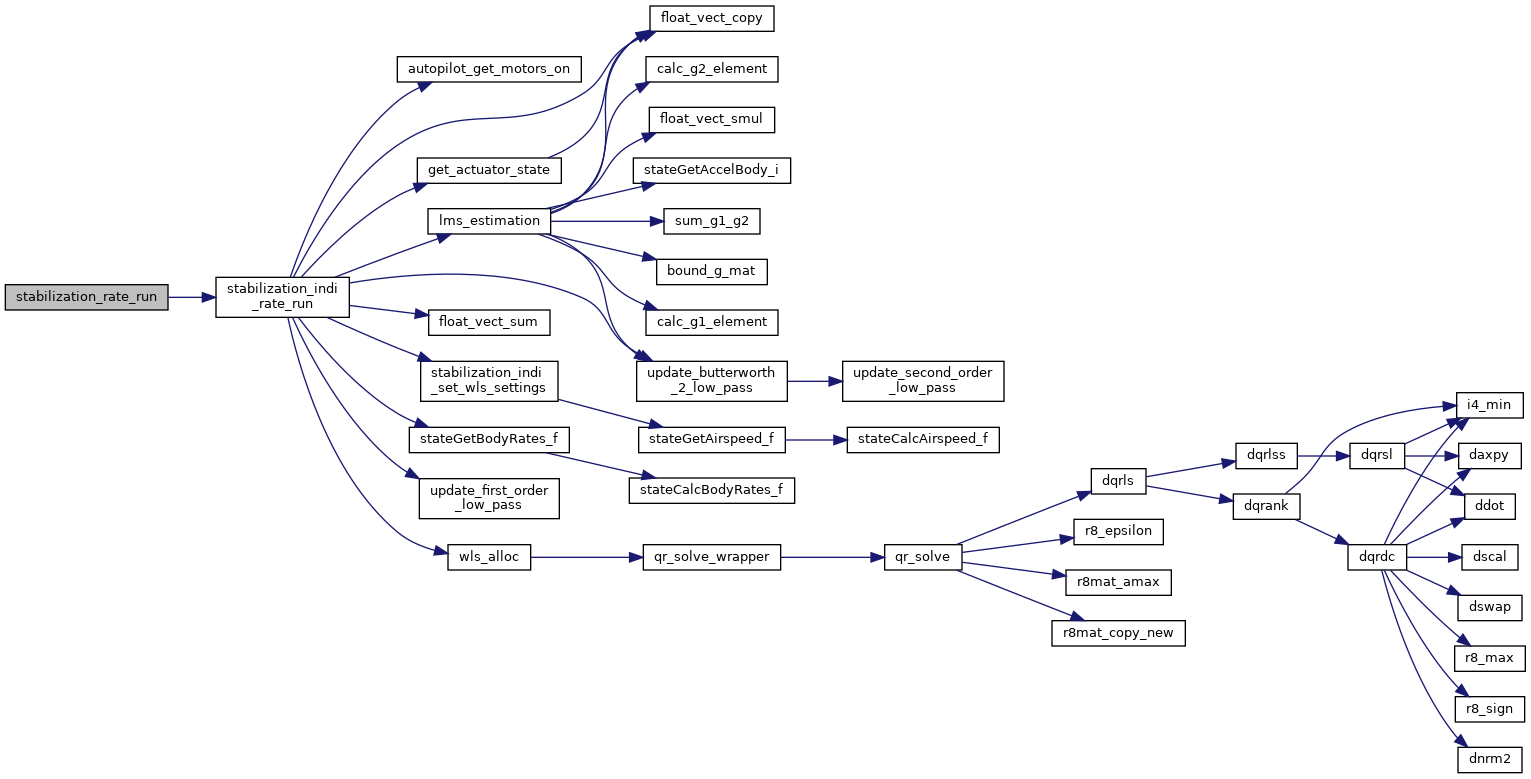 float_vect_copy
autopilot_get_motors_on
calc_g2_element
float_vect_smul
get_actuator_state
stateGetAccelBody_i
lms_estimation
sum_g1_g2
bound_g_mat
stabilization_rate_run
stabilization_indi
_rate_run
float_vect_sum
calc_g1_element
stabilization_indi
_set_wls_settings
update_butterworth
_2_low_pass
update_second_order
_low_pass
i4_min
stateGetBodyRates_f
stateGetAirspeed_f
stateCalcAirspeed_f
dqrlss
dqrsl
daxpy
dqrls
update_first_order
_low_pass
stateCalcBodyRates_f
dqrank
ddot
r8_epsilon
wls_alloc
qr_solve_wrapper
qr_solve
dqrdc
dscal
r8mat_amax
dswap
r8mat_copy_new
r8_max
r8_sign
dnrm2